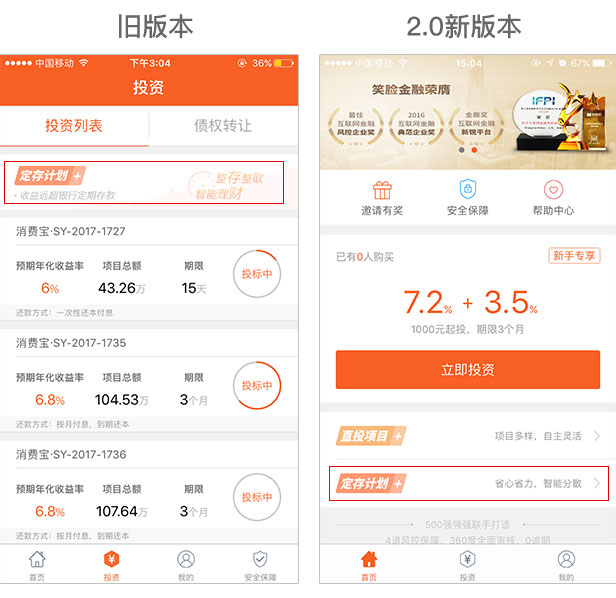 旧版本
2.0新版本
中国移动
下午3:04
36%
投资
投资列表
债权转让
定存计划+
· 收益远超银行定期存款
整存整取
智能理财
消费宝·SY-2017-1727
预期年化收益率
项目总额
期限
6%
43.26万
15天
投标中
还款方式：一次性还本付息
消费宝·SY-2017-1735
预期年化收益率
项目总额
期限
6.8%
104.53万
3个月
投标中
还款方式：按月付息，到期还本
消费宝·SY-2017-1736
预期年化收益率
项目总额
期限
6.8%
107.64万
3个月
投标中
还款方式：按月付息，到期还本
首页
投资
我的
安全保障
中国移动
15:04
67%
笑脸金融荣膺
最佳
互联网金融
风控企业奖
2016
互联网金融
典范企业奖
金鼎奖
互联网金融
新锐平台
IFPI
邀请有奖
安全保障
帮助中心
已有0人购买
新手专享
7.2% + 3.5%
1000元起投，期限3个月
立即投资
直投项目+
项目多样，自主灵活
定存计划+
省心省力，智能分散
500强强强联手打造
4道风控保障，360度全面审核，0逾期
首页
投资
我的